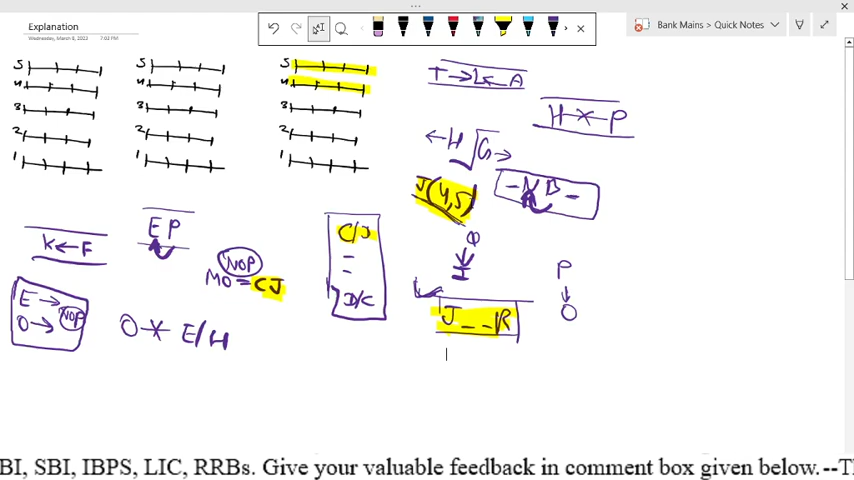 Bank Mains > Quick Notes
Explanation
Wednesday, March 8, 2023 7:02 PM
5
4
3
2
1
5
4
3
2
1
5
4
3
2
1
T→L←A
H P
←H G→
J(4,5)
- N B -
K←F
E P
NOP
MO = CJ
E →
O → NOP
O E/H
C/J
-
-
D/C
Q
↓
I
J _ _ R
P
↓
O
BI, SBI, IBPS, LIC, RRBs. Give your valuable feedback in comment box given below.--